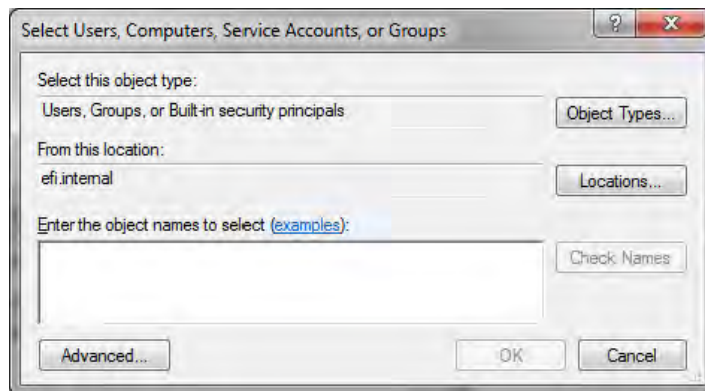 Select Users, Computers, Service Accounts, or Groups
? X
Select this object type:
Users, Groups, or Built-in security principals
Object Types...
From this location:
efi.internal
Locations...
Enter the object names to select (examples):
Check Names
Advanced...
OK
Cancel